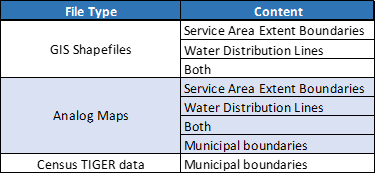 File Type Content
GIS Shapefiles
Service Area Extent Boundaries
Water Distribution Lines
Both
Analog Maps
Service Area Extent Boundaries
Water Distribution Lines
Both
Municipal boundaries
Census TIGER data Municipal boundaries